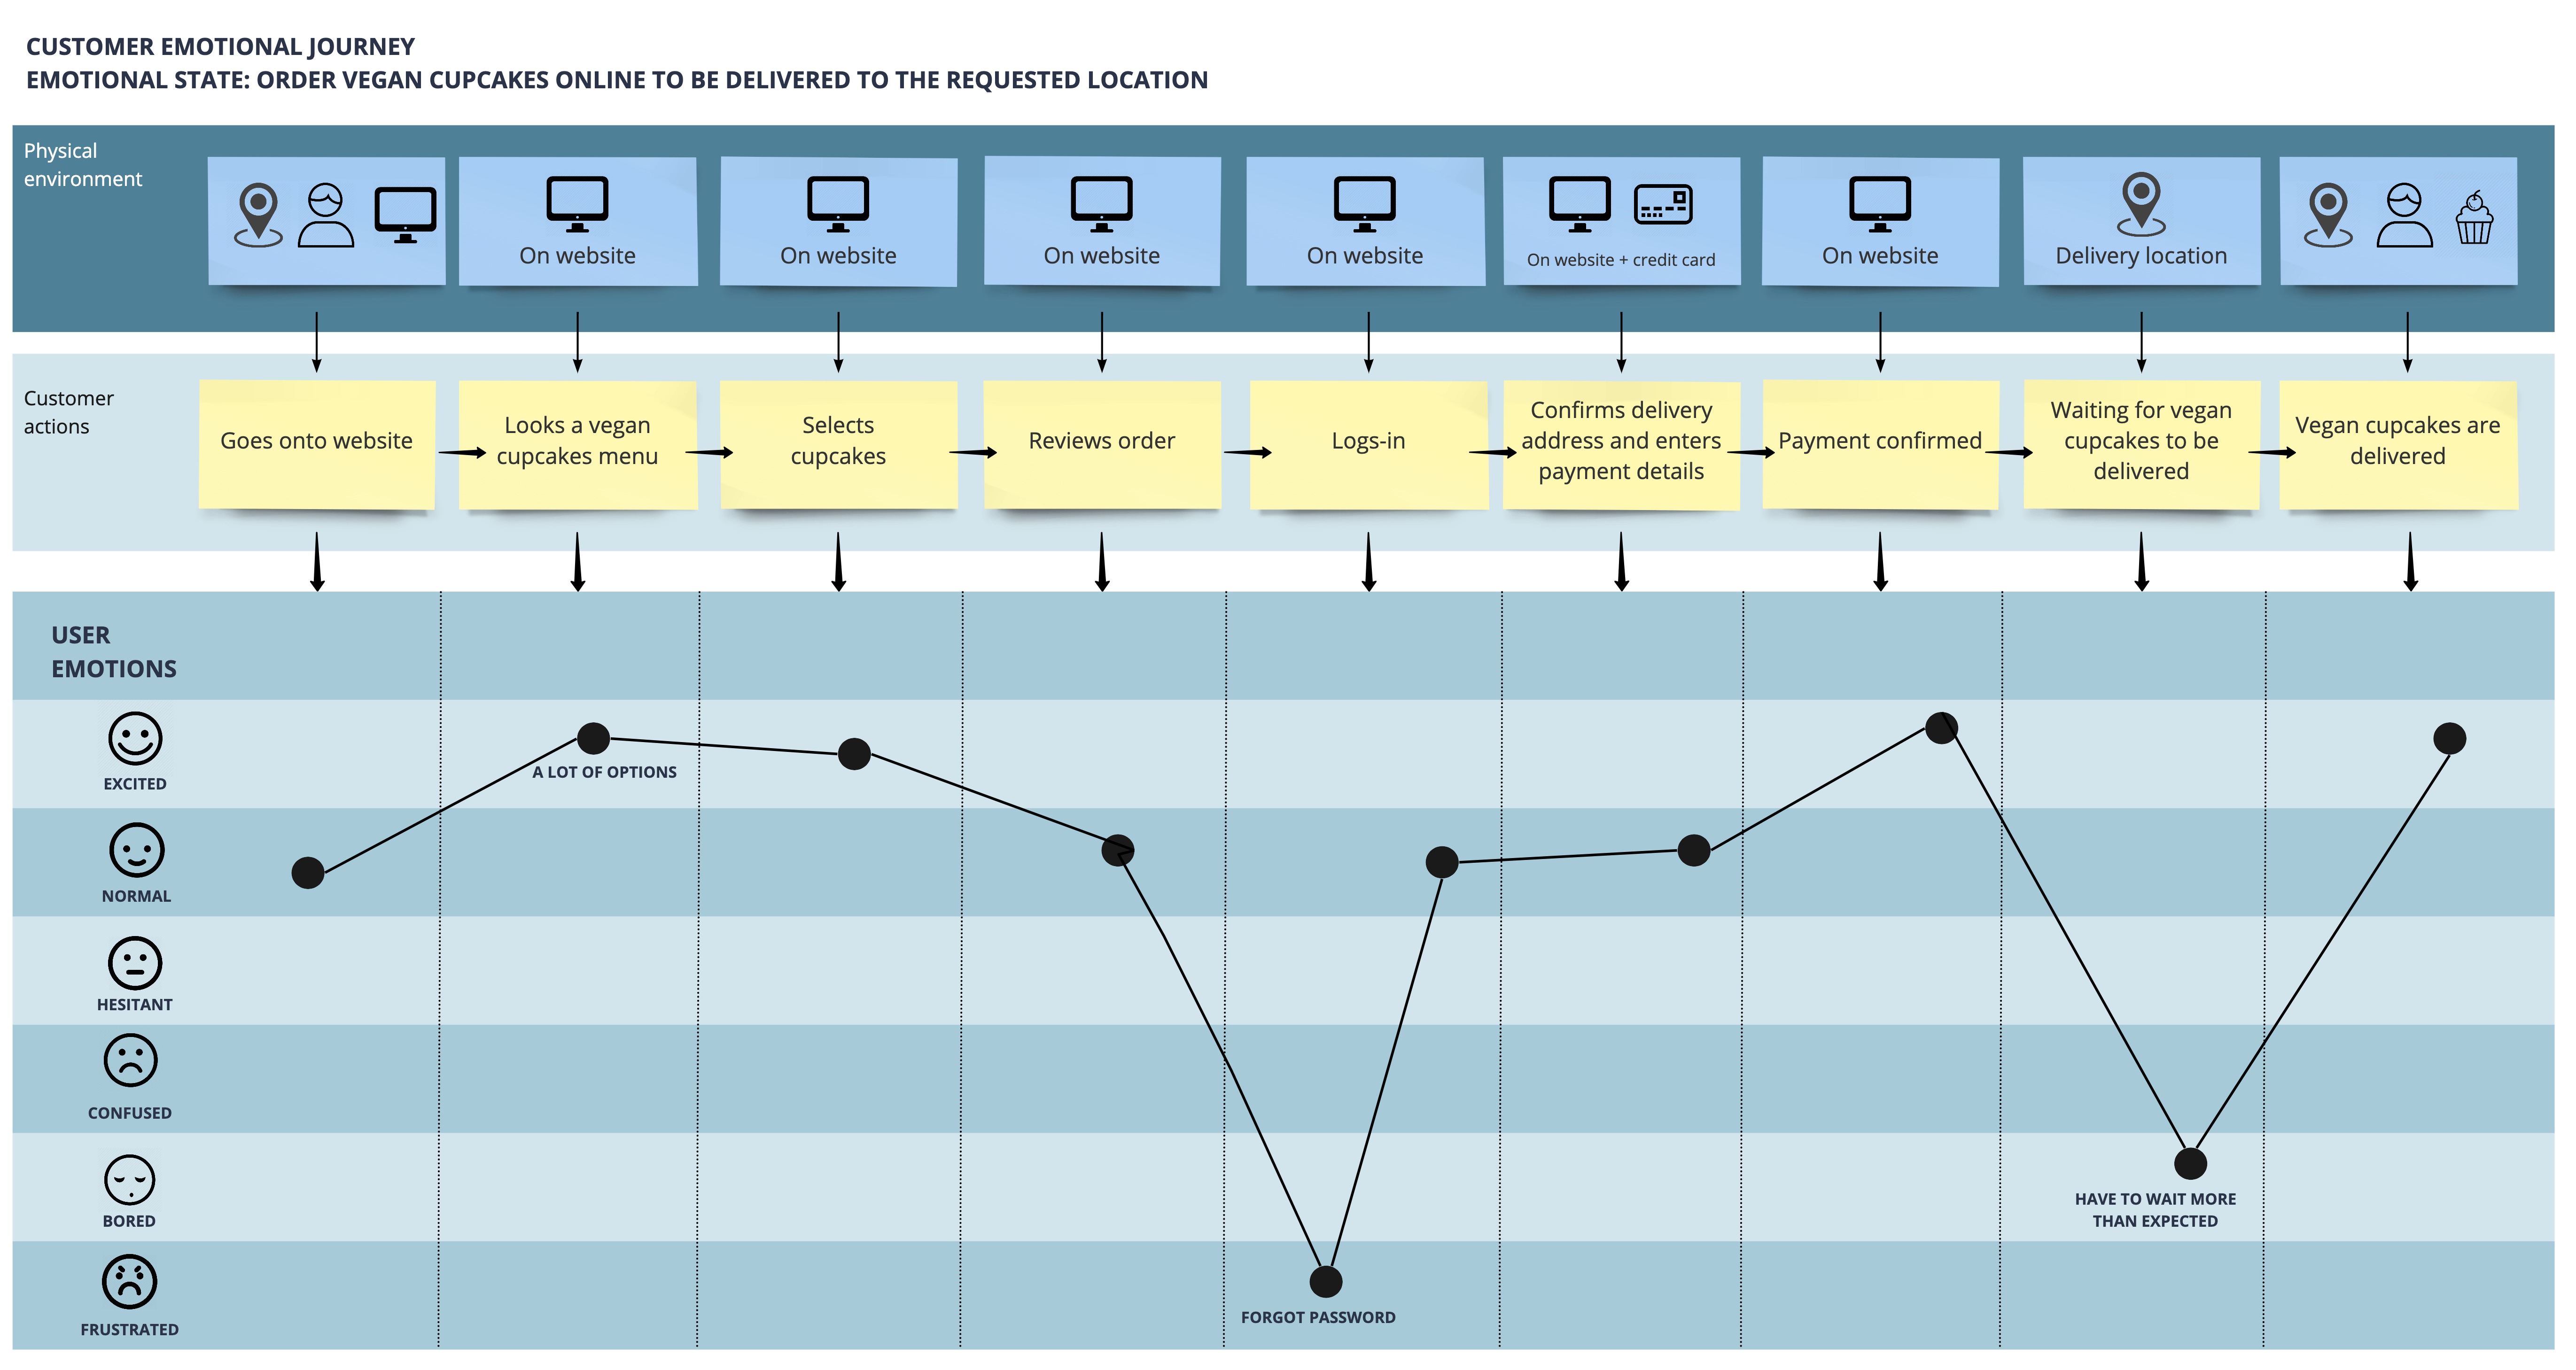 CUSTOMER EMOTIONAL JOURNEY
EMOTIONAL STATE: ORDER VEGAN CUPCAKES ONLINE TO BE DELIVERED TO THE REQUESTED LOCATION
Physical
environment
On website
On website
On website
On website
On website + credit card
On website
Delivery location
Customer
actions
Goes onto website
Looks a vegan
cupcakes menu
Selects
cupcakes
Reviews order
Logs-in
Confirms delivery
address and enters
payment details
Payment confirmed
Waiting for vegan
cupcakes to be
delivered
Vegan cupcakes are
delivered
USER
EMOTIONS
EXCITED
A LOT OF OPTIONS
NORMAL
HESITANT
CONFUSED
BORED
HAVE TO WAIT MORE
THAN EXPECTED
FRUSTRATED
FORGOT PASSWORD